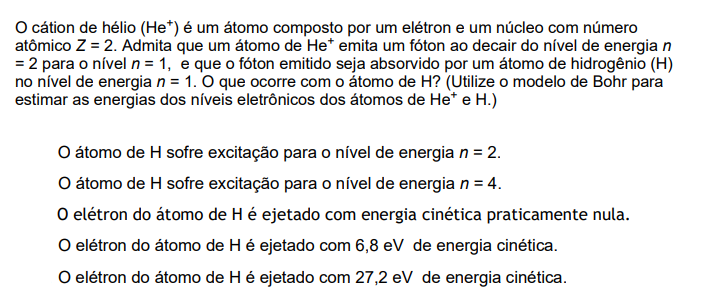 O cátion de hélio (He⁺) é um átomo composto por um elétron e um núcleo com número
atômico Z = 2. Admita que um átomo de He⁺ emita um fóton ao decair do nível de energia n
= 2 para o nível n = 1, e que o fóton emitido seja absorvido por um átomo de hidrogênio (H)
no nível de energia n = 1. O que ocorre com o átomo de H? (Utilize o modelo de Bohr para
estimar as energias dos níveis eletrônicos dos átomos de He⁺ e H.)
O átomo de H sofre excitação para o nível de energia n = 2.
O átomo de H sofre excitação para o nível de energia n = 4.
O elétron do átomo de H é ejetado com energia cinética praticamente nula.
O elétron do átomo de H é ejetado com 6,8 eV de energia cinética.
O elétron do átomo de H é ejetado com 27,2 eV de energia cinética.